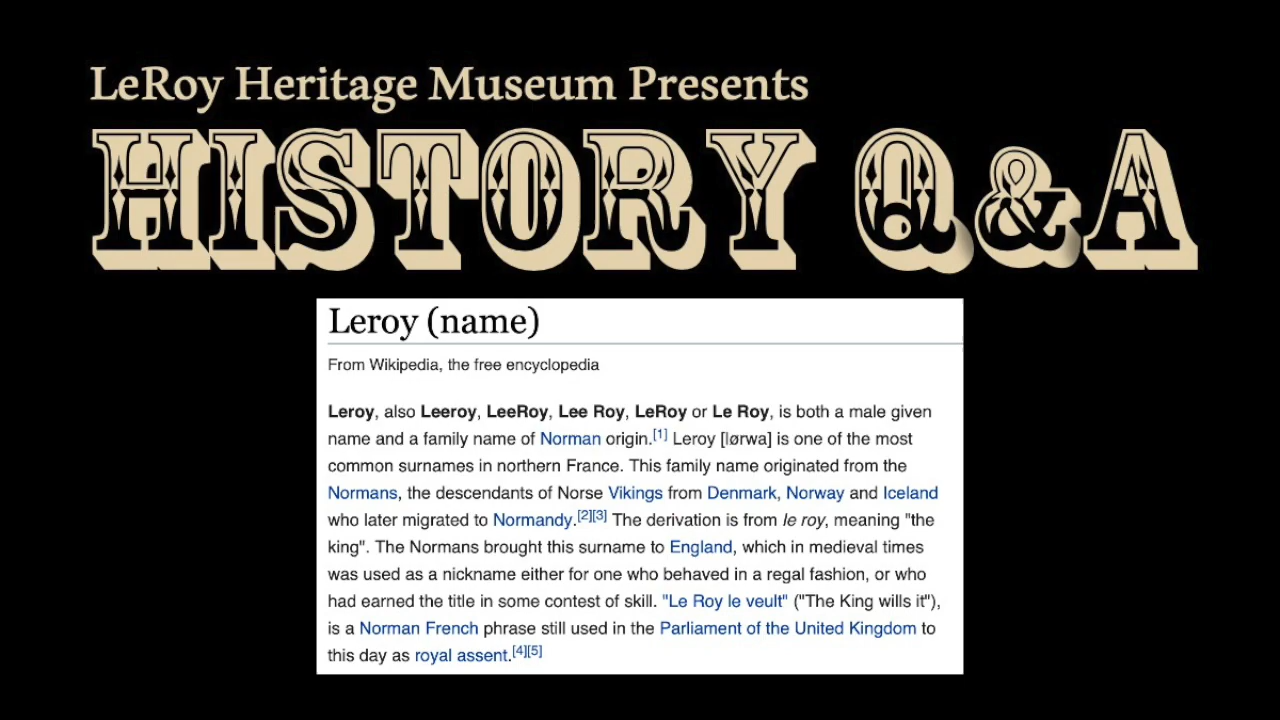 LeRoy Heritage Museum Presents
HISTORY Q&A
Leroy (name)
From Wikipedia, the free encyclopedia
Leroy, also Leeroy, LeeRoy, Lee Roy, LeRoy or Le Roy, is both a male given
name and a family name of Norman origin.[1] Leroy [lørwa] is one of the most
common surnames in northern France. This family name originated from the
Normans, the descendants of Norse Vikings from Denmark, Norway and Iceland
who later migrated to Normandy.[2][3] The derivation is from le roy, meaning "the
king". The Normans brought this surname to England, which in medieval times
was used as a nickname either for one who behaved in a regal fashion, or who
had earned the title in some contest of skill. "Le Roy le veult" ("The King wills it"),
is a Norman French phrase still used in the Parliament of the United Kingdom to
this day as royal assent.[4][5]